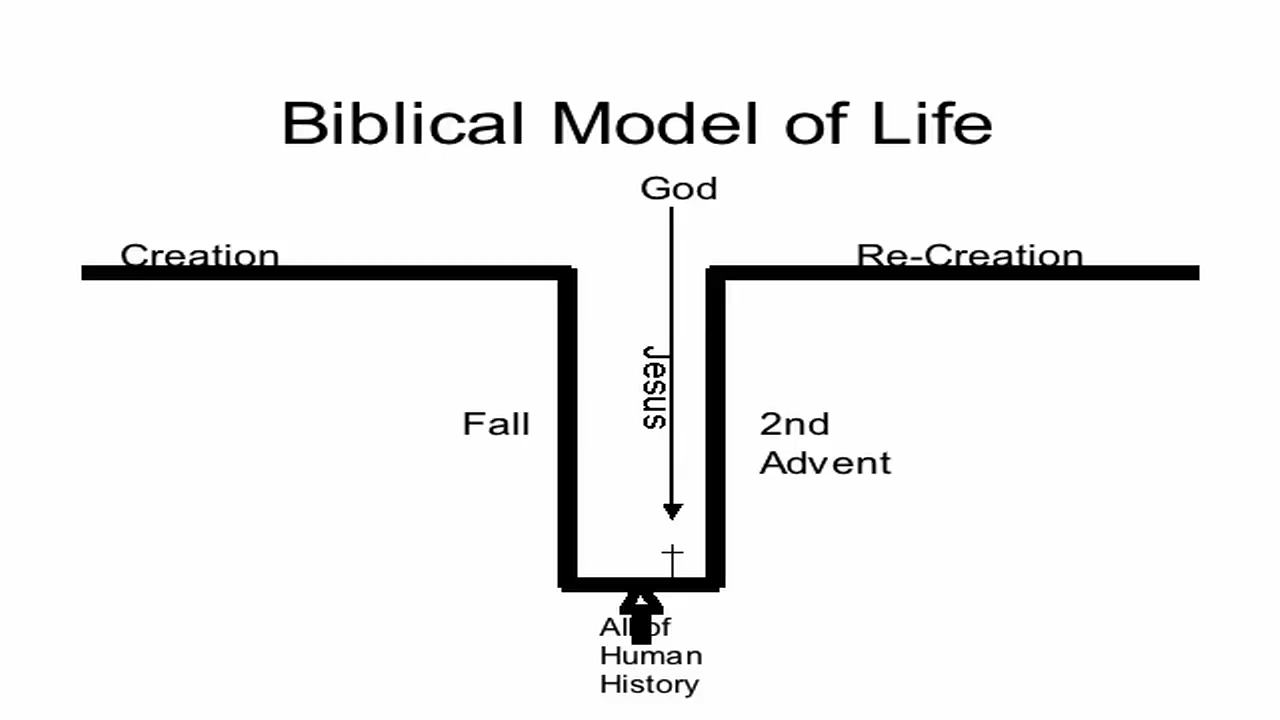 Biblical Model of Life
God
Creation
Re-Creation
Jesus
Fall
2nd
Advent
All of
Human
History